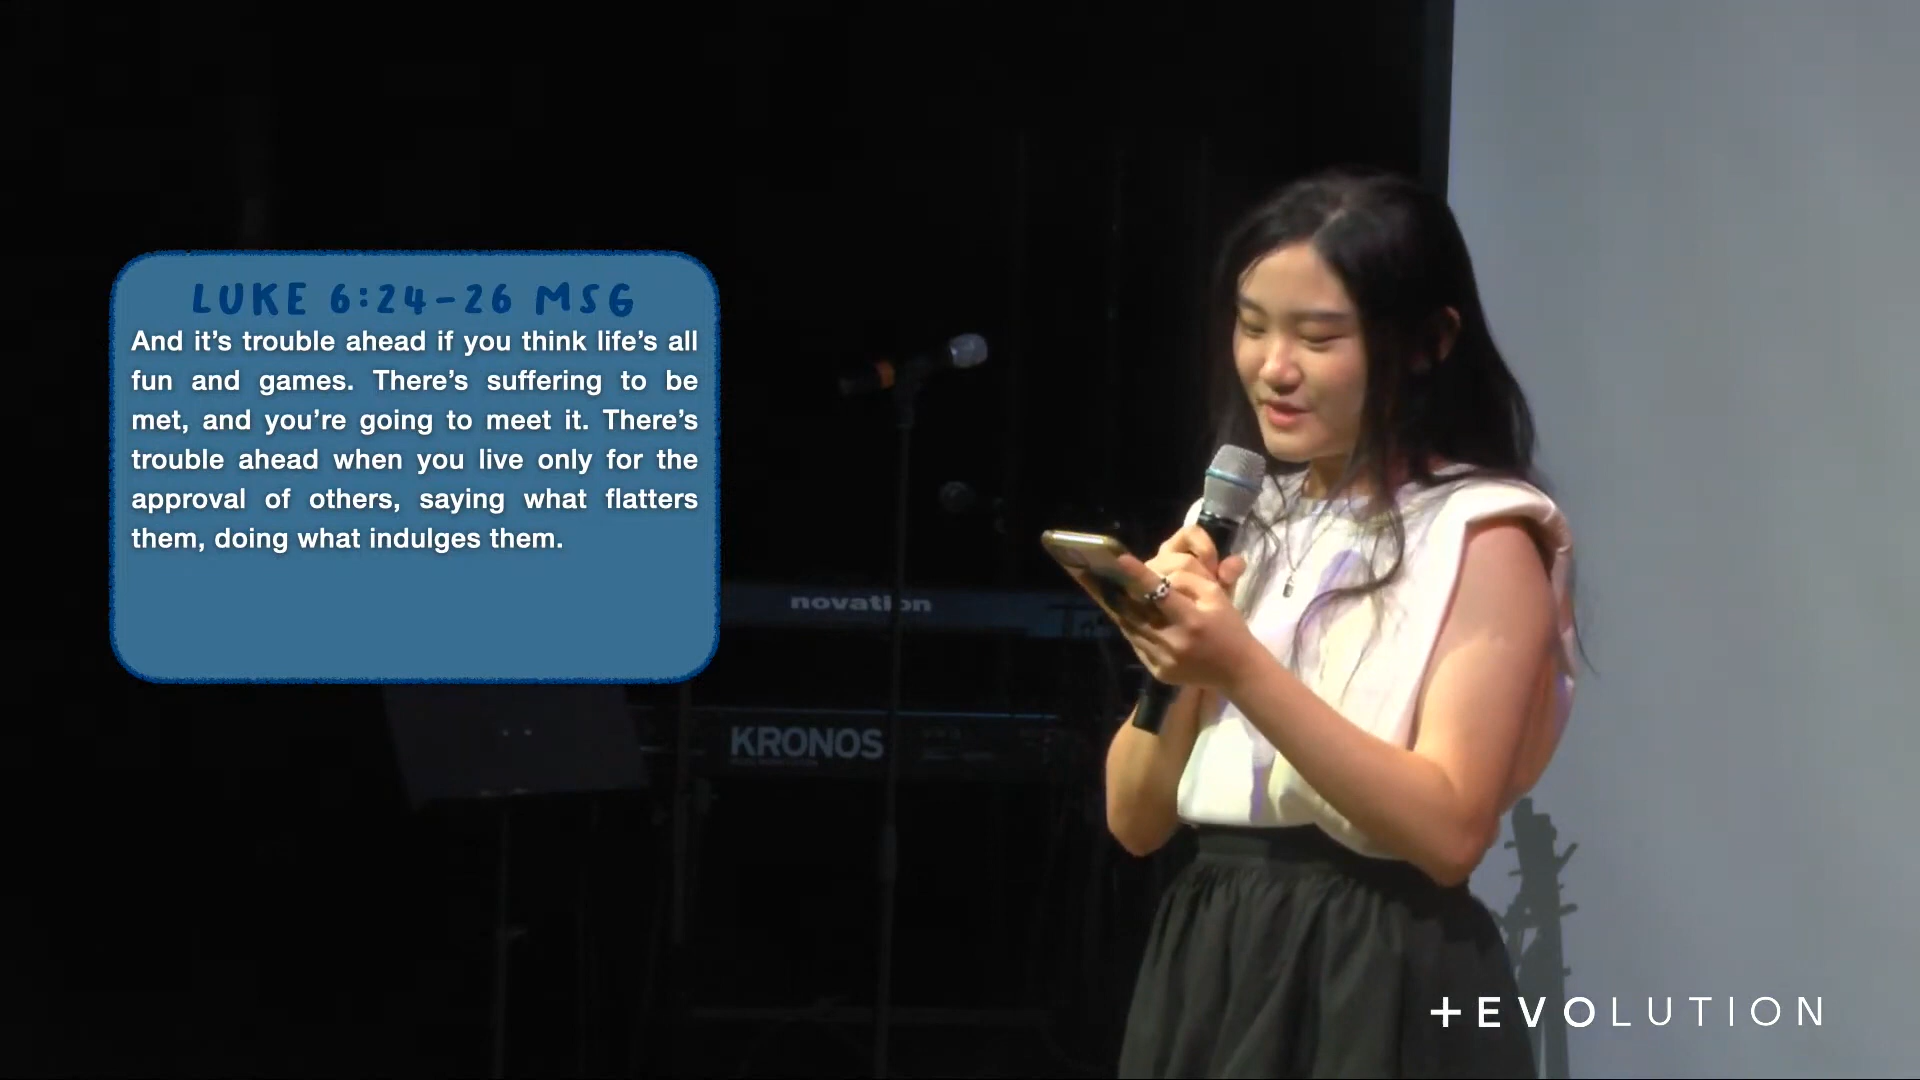 LUKE 6:24-26 MSG
And it's trouble ahead if you think life's all
fun and games. There's suffering to be
met, and you're going to meet it. There's
trouble ahead when you live only for the
approval of others, saying what flatters
them, doing what indulges them.
novation
KRONOS
+EVOLUTION